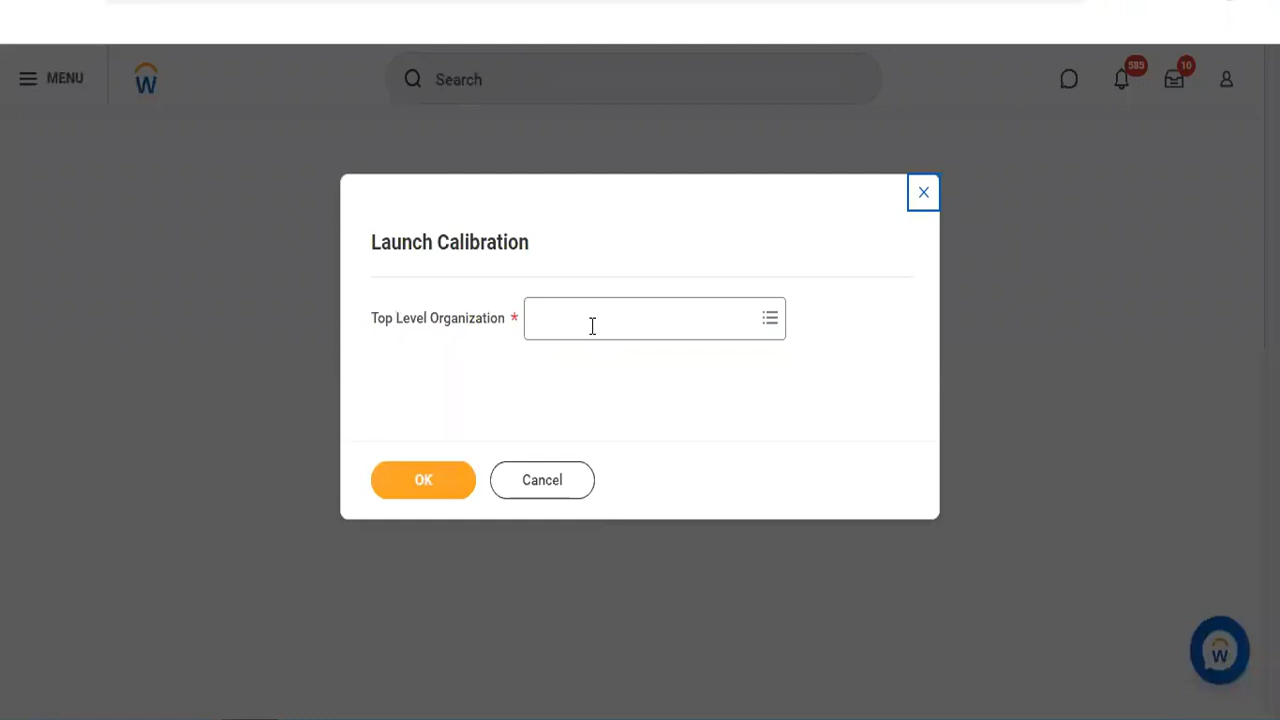 MENU
W
Search
585
10
Launch Calibration
Top Level Organization *
OK
Cancel
W